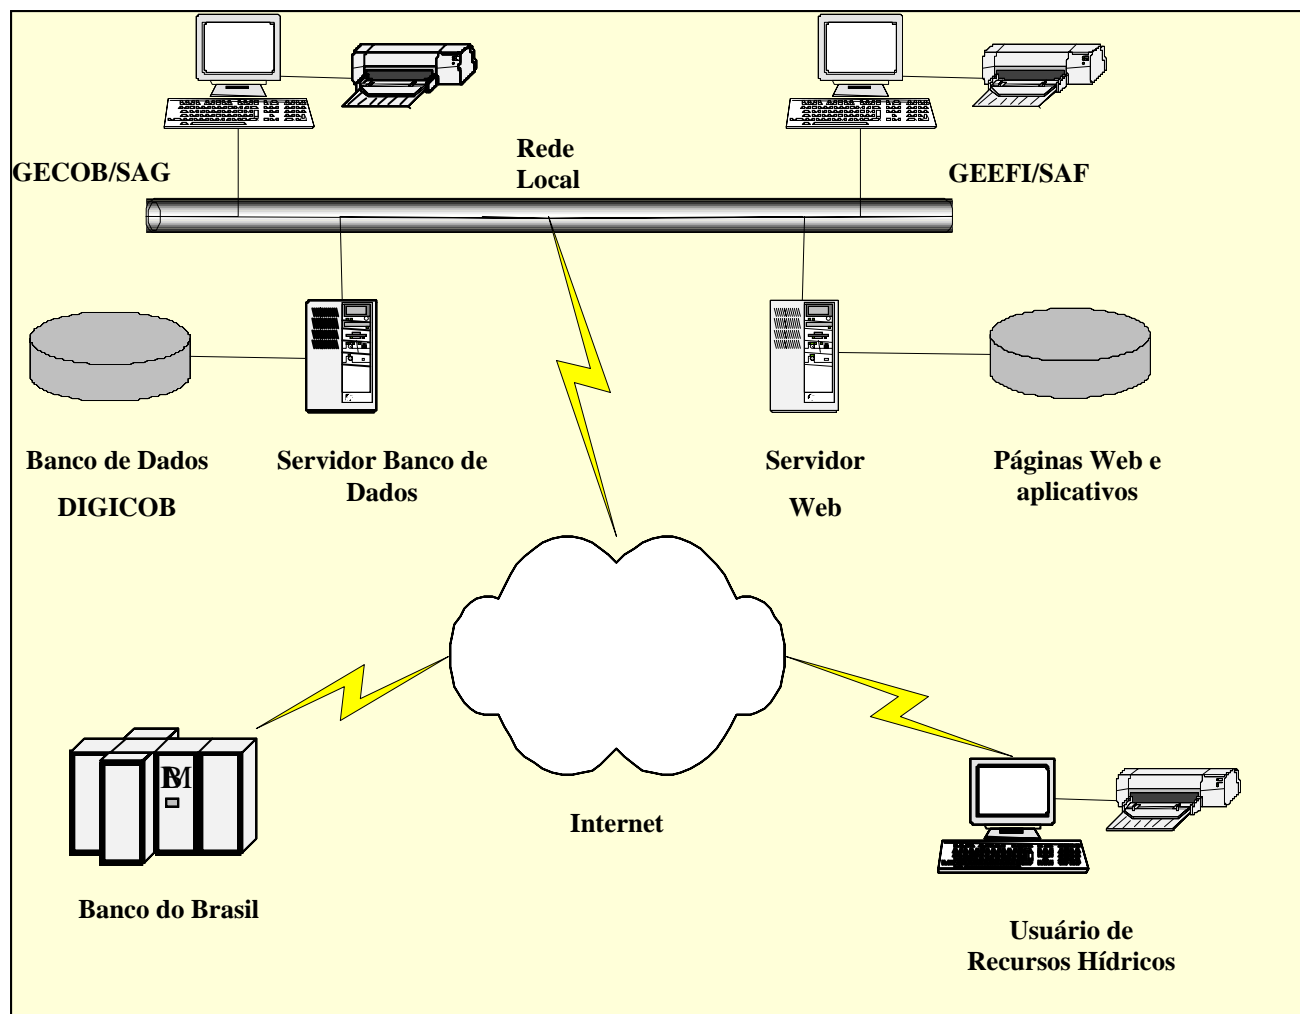 Rede
Local
GECOB/SAG
GEEFI/SAF
Banco de Dados
DIGICOB
Servidor Banco de
Dados
Servidor
Web
Páginas Web e
aplicativos
Internet
Banco do Brasil
Usuário de
Recursos Hídricos